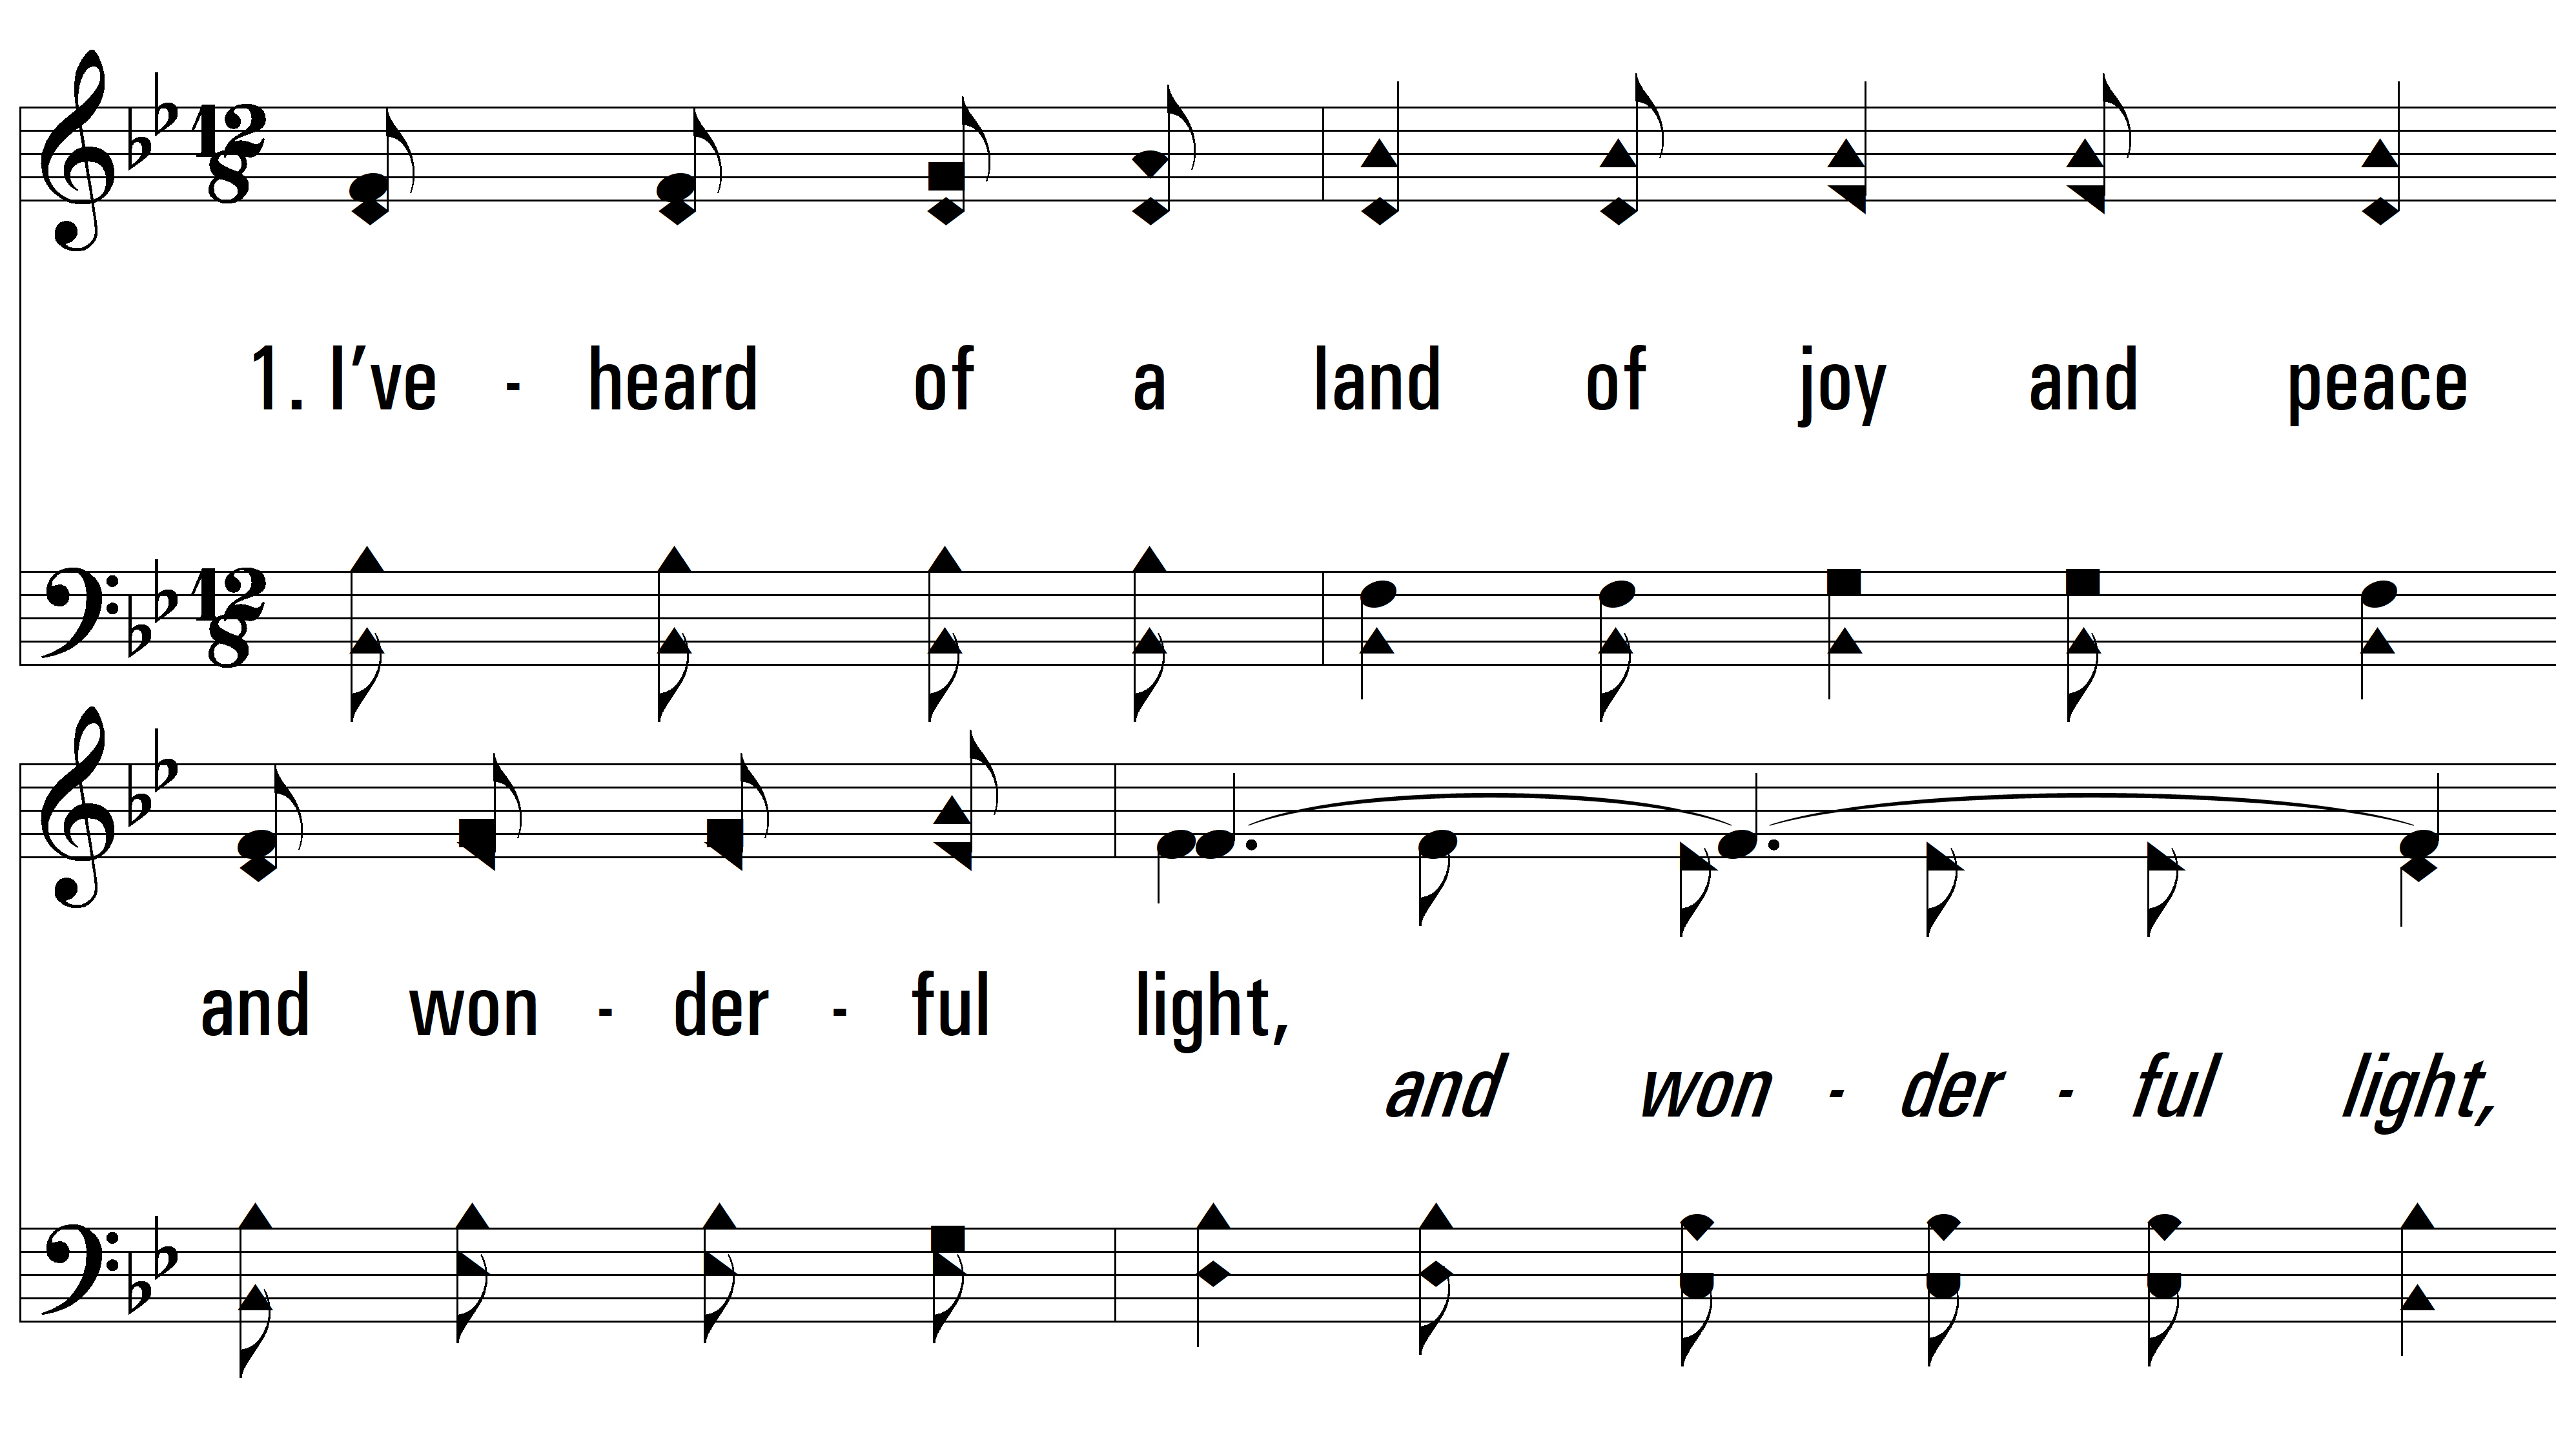 1. I’ve - heard of a land of joy and peace
and won - der - ful light,
and won - der - ful light,